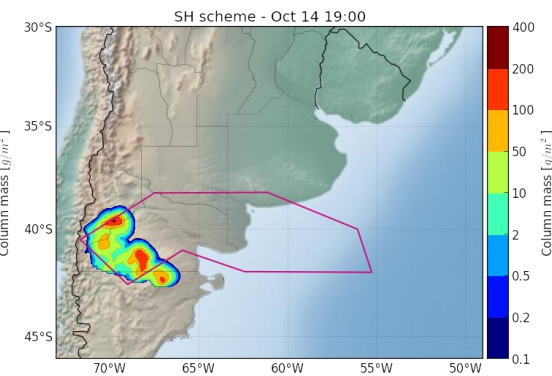 SH scheme - Oct 14 19:00
30°S
35°S
40°S
45°S
70°W
65°W
60°W
55°W
50°W
Column mass [g/m²]
400
200
100
50
10
2
0.5
0.2
0.1
Column mass [g/m²]